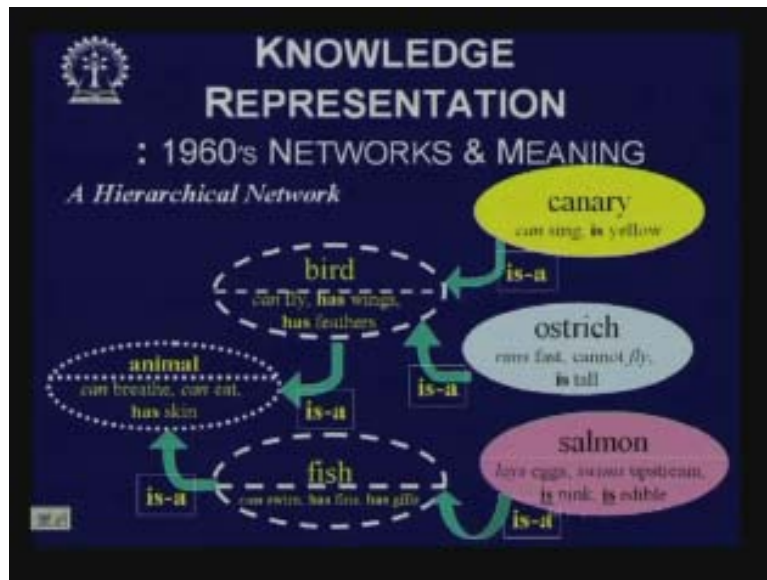 KNOWLEDGE
REPRESENTATION
: 1960's NETWORKS & MEANING
A Hierarchical Network
canary
can sing, is yellow
is-a
bird
can fly, has wings,
has feathers
ostrich
runs fast, cannot fly,
is tall
is-a
animal
can breathe, can eat,
has skin
is-a
salmon
lays eggs, swims upstream,
is pink, is edible
fish
can swim, has fins, has gills
is-a
is-a